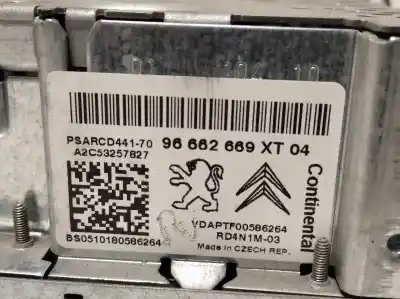 PSARCD441-70 96 662 669 XT 04
A2C53257827
Continental
VDAPTF00586264
BS0510180586264 RD4N1M-03
Made in CZECH REP.